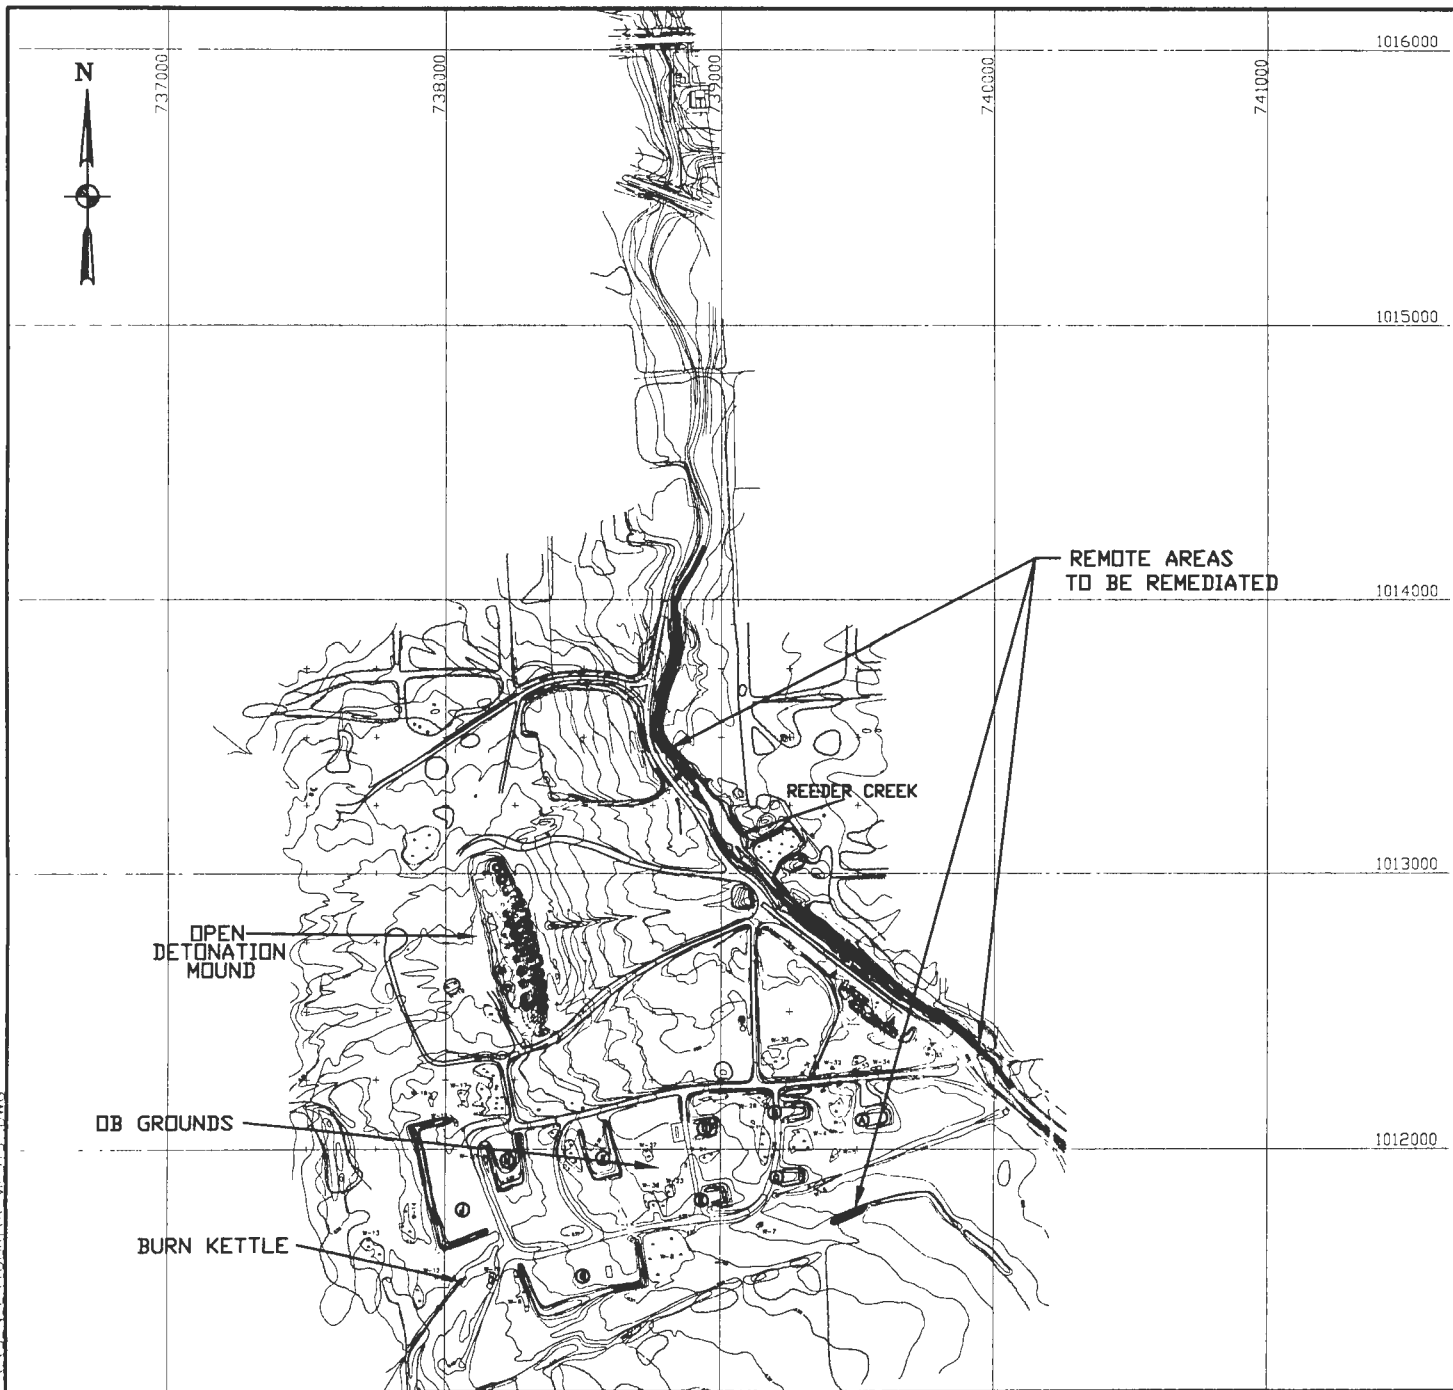 1016000
N
737000
738000
739000
740000
741000
1015000
REMOTE AREAS
TO BE REMEDIATED
1014000
REEDER CREEK
1013000
OPEN
DETONATION
MOUND
W-30
OB GROUNDS
1012000
BURN KETTLE